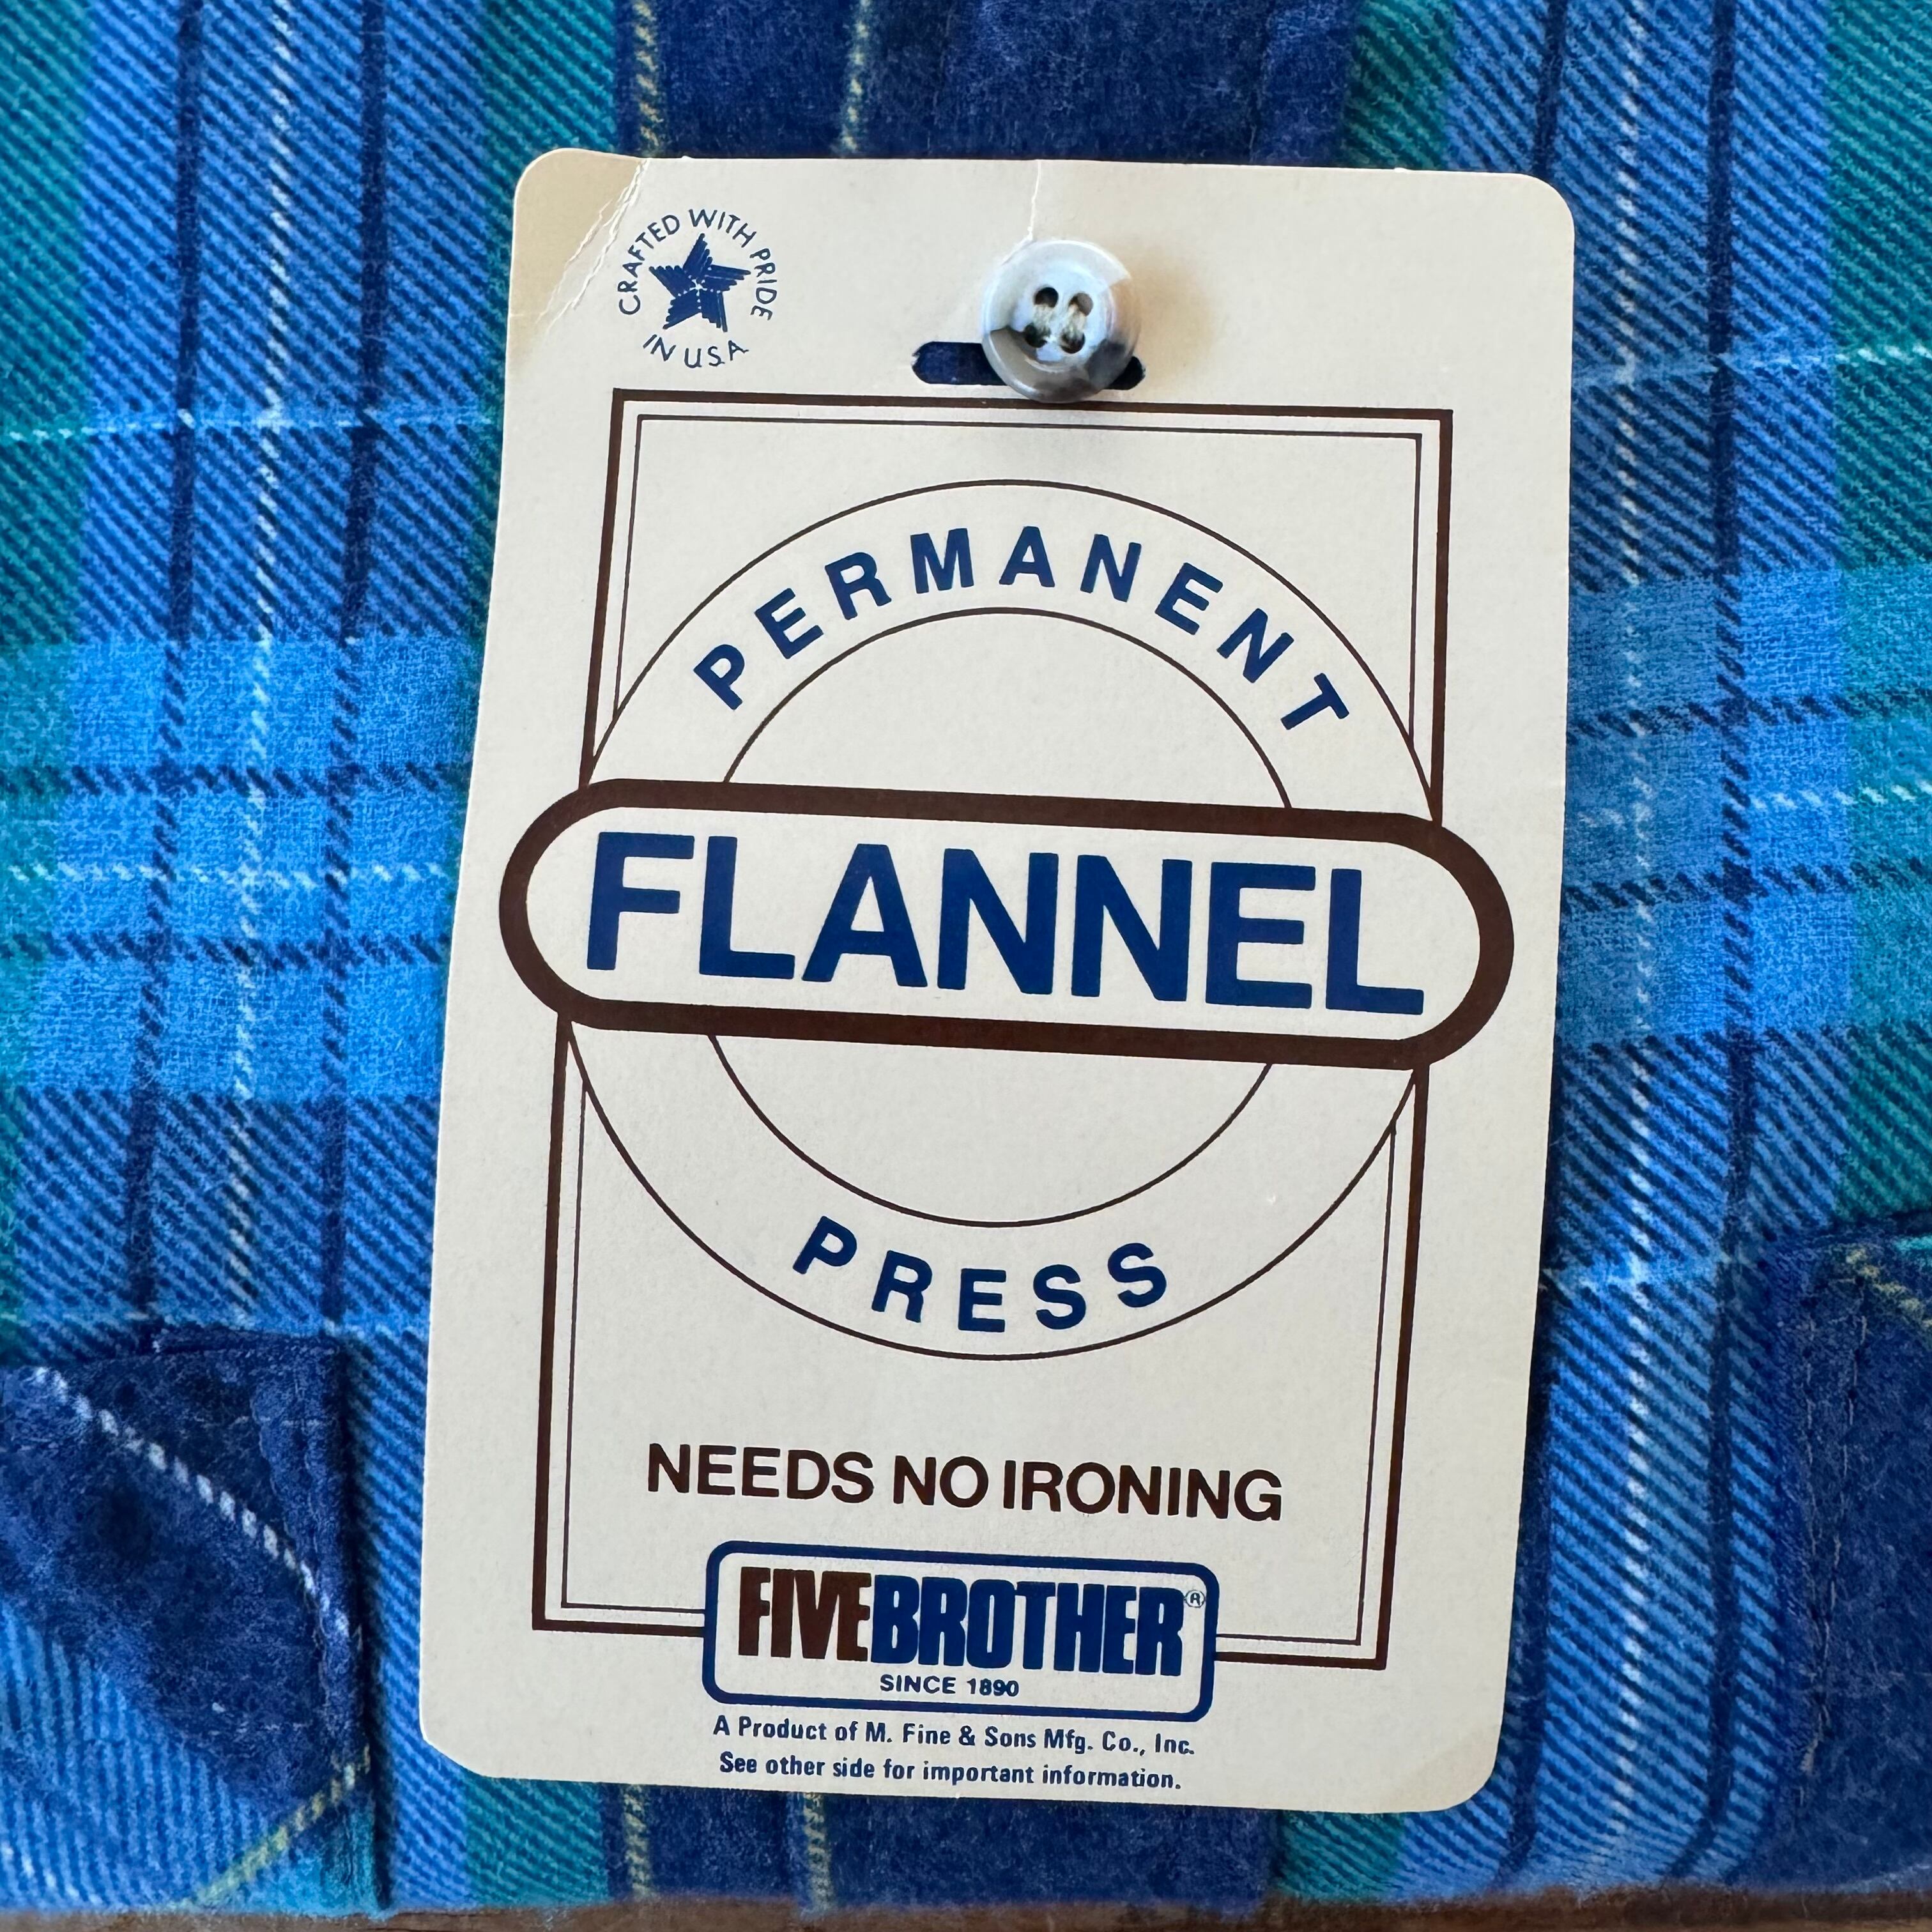 CRAFTED WITH PRIDE
IN USA
PERMANENT
FLANNEL
PRESS
NEEDS NO IRONING
FIVEBROTHER®
SINCE 1890
A Product of M. Fine & Sons Mfg. Co., Inc.
See other side for important information.